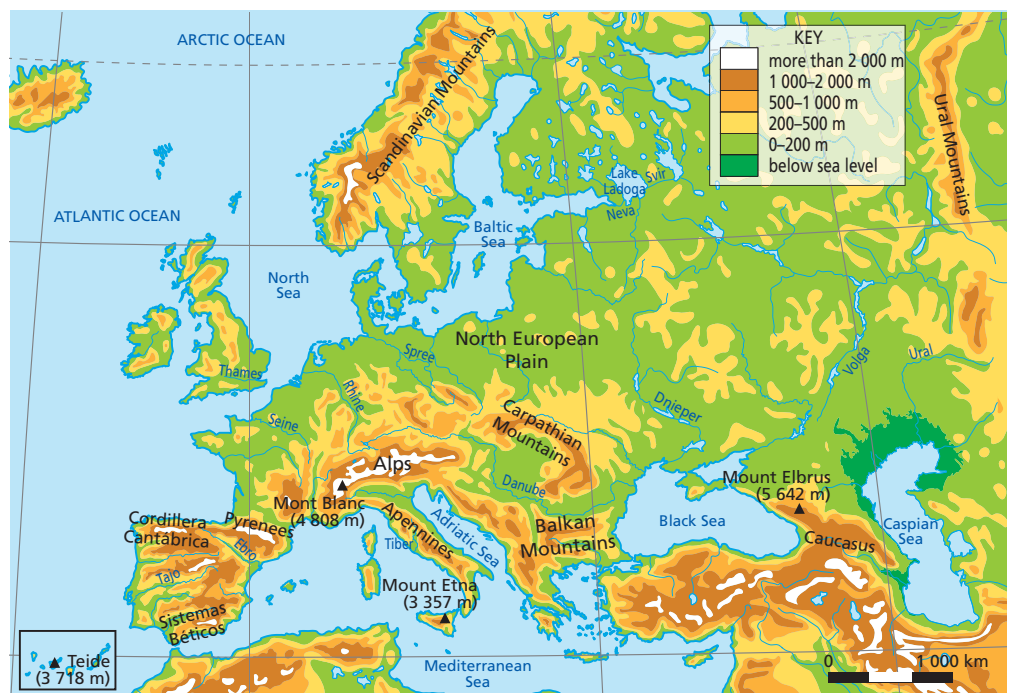 ARCTIC OCEAN
KEY
more than 2 000 m
1 000–2 000 m
500–1 000 m
200–500 m
0–200 m
below sea level
Scandinavian Mountains
Ural Mountains
Lake
Ladoga
Svir
Neva
ATLANTIC OCEAN
Baltic
Sea
North
Sea
North European
Plain
Spree
Thames
Rhine
Volga
Ural
Seine
Dnieper
Carpathian
Mountains
Alps
Danube
Mount Elbrus
(5 642 m)
Mont Blanc
(4 808 m)
Cordillera
Cantábrica
Pyrenees
Ebro
Apennines
Adriatic Sea
Tiber
Balkan
Mountains
Black Sea
Caucasus
Caspian
Sea
Tajo
Mount Etna
(3 357 m)
Sistemas
Béticos
Teide
(3 718 m)
Mediterranean
Sea
0 1 000 km